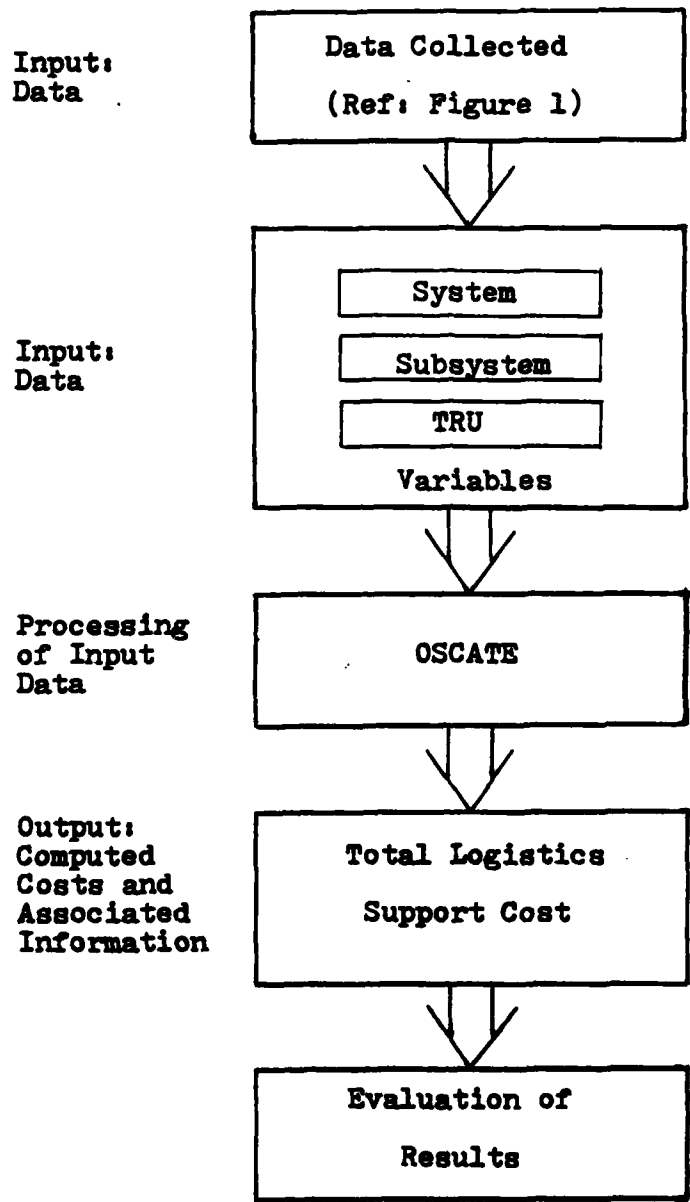 Input:
Data
Data Collected
(Ref: Figure 1)
Input:
Data
System
Subsystem
TRU
Variables
Processing
of Input
Data
OSCATE
Output:
Computed
Costs and
Associated
Information
Total Logistics
Support Cost
Evaluation of
Results